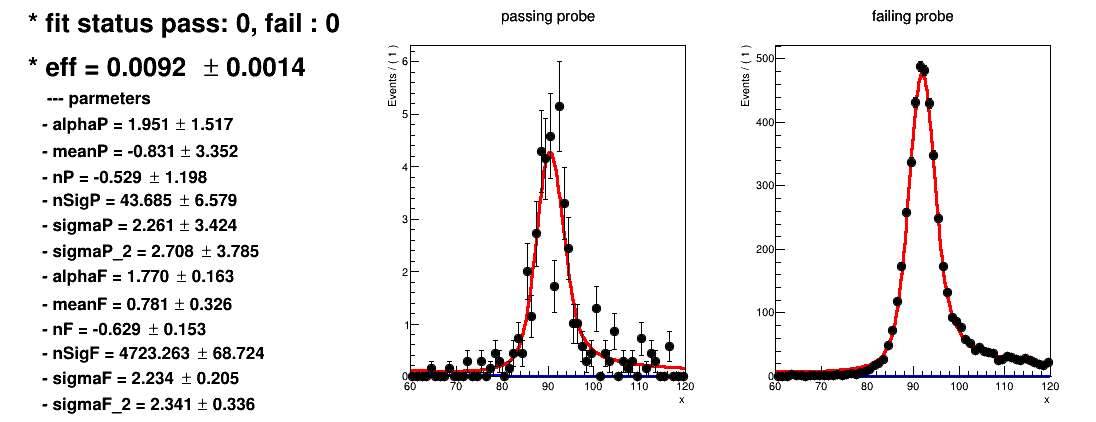 * fit status pass: 0, fail : 0
* eff = 0.0092 ± 0.0014
--- parmeters
- alphaP = 1.951 ± 1.517
- meanP = -0.831 ± 3.352
- nP = -0.529 ± 1.198
- nSigP = 43.685 ± 6.579
- sigmaP = 2.261 ± 3.424
- sigmaP_2 = 2.708 ± 3.785
- alphaF = 1.770 ± 0.163
- meanF = 0.781 ± 0.326
- nF = -0.629 ± 0.153
- nSigF = 4723.263 ± 68.724
- sigmaF = 2.234 ± 0.205
- sigmaF_2 = 2.341 ± 0.336
passing probe
Events / ( 1 )
6
5
4
3
2
1
0
60 70 80 90 100 110 120
x
failing probe
Events / ( 1 )
500
400
300
200
100
0
60 70 80 90 100 110 120
x